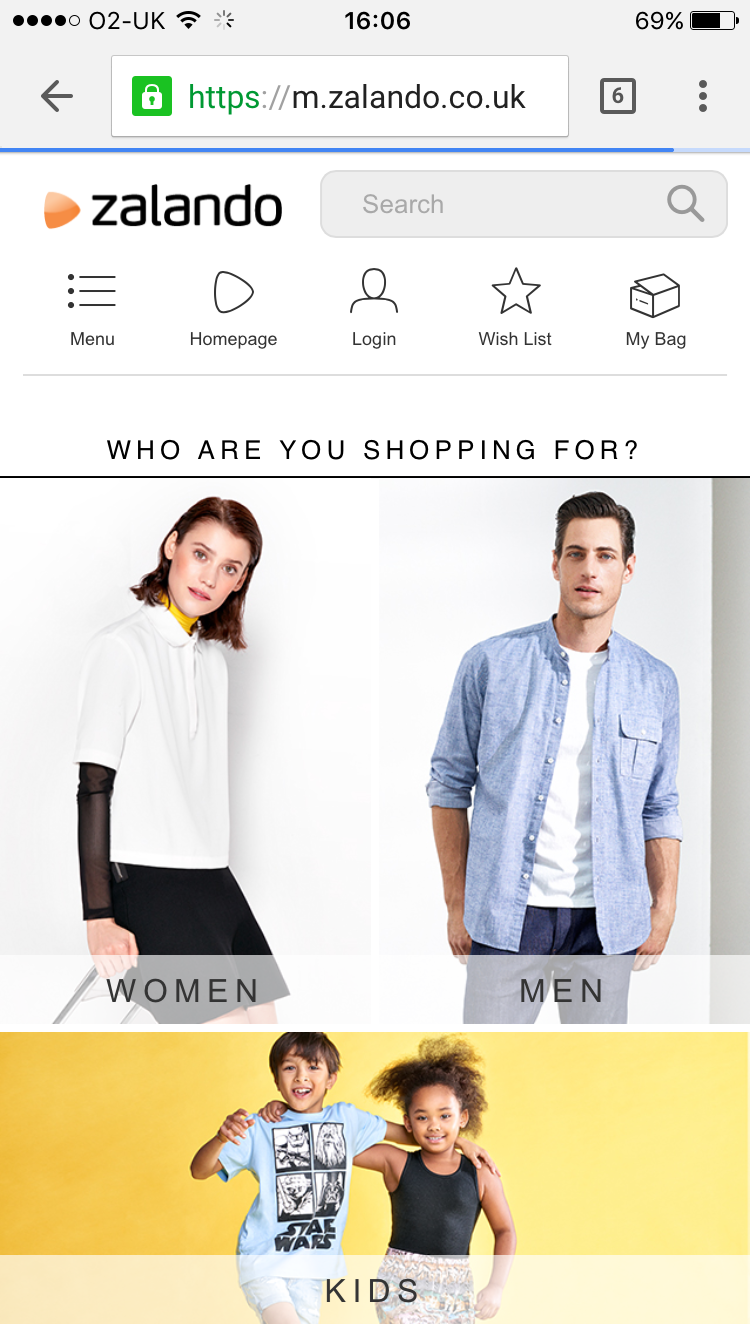 O2-UK 16:06 69%
https://m.zalando.co.uk 6
zalando Search
Menu Homepage Login Wish List My Bag
WHO ARE YOU SHOPPING FOR?
WOMEN MEN
STAR
WARS
KIDS